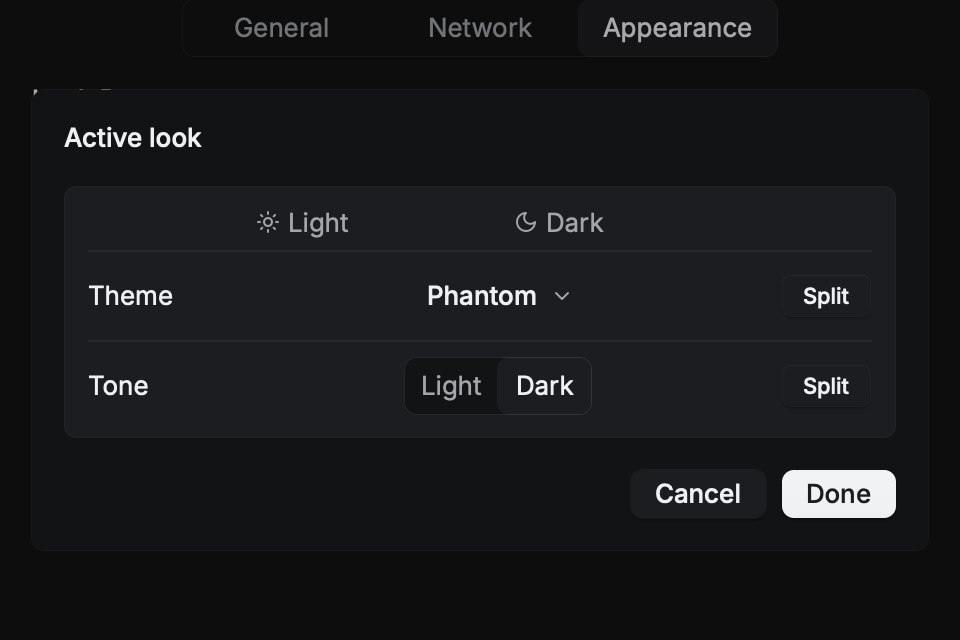 General Network Appearance
Active look
Light Dark
Theme Phantom Split
Tone Light Dark Split
Cancel Done